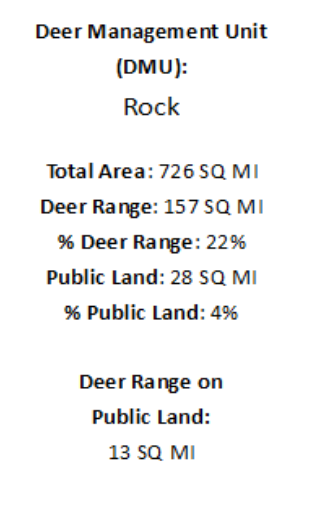 Deer Management Unit
(DMU):
Rock
Total Area: 726 SQ MI
Deer Range: 157 SQ MI
% Deer Range: 22%
Public Land: 28 SQ MI
% Public Land: 4%
Deer Range on
Public Land:
13 SQ MI